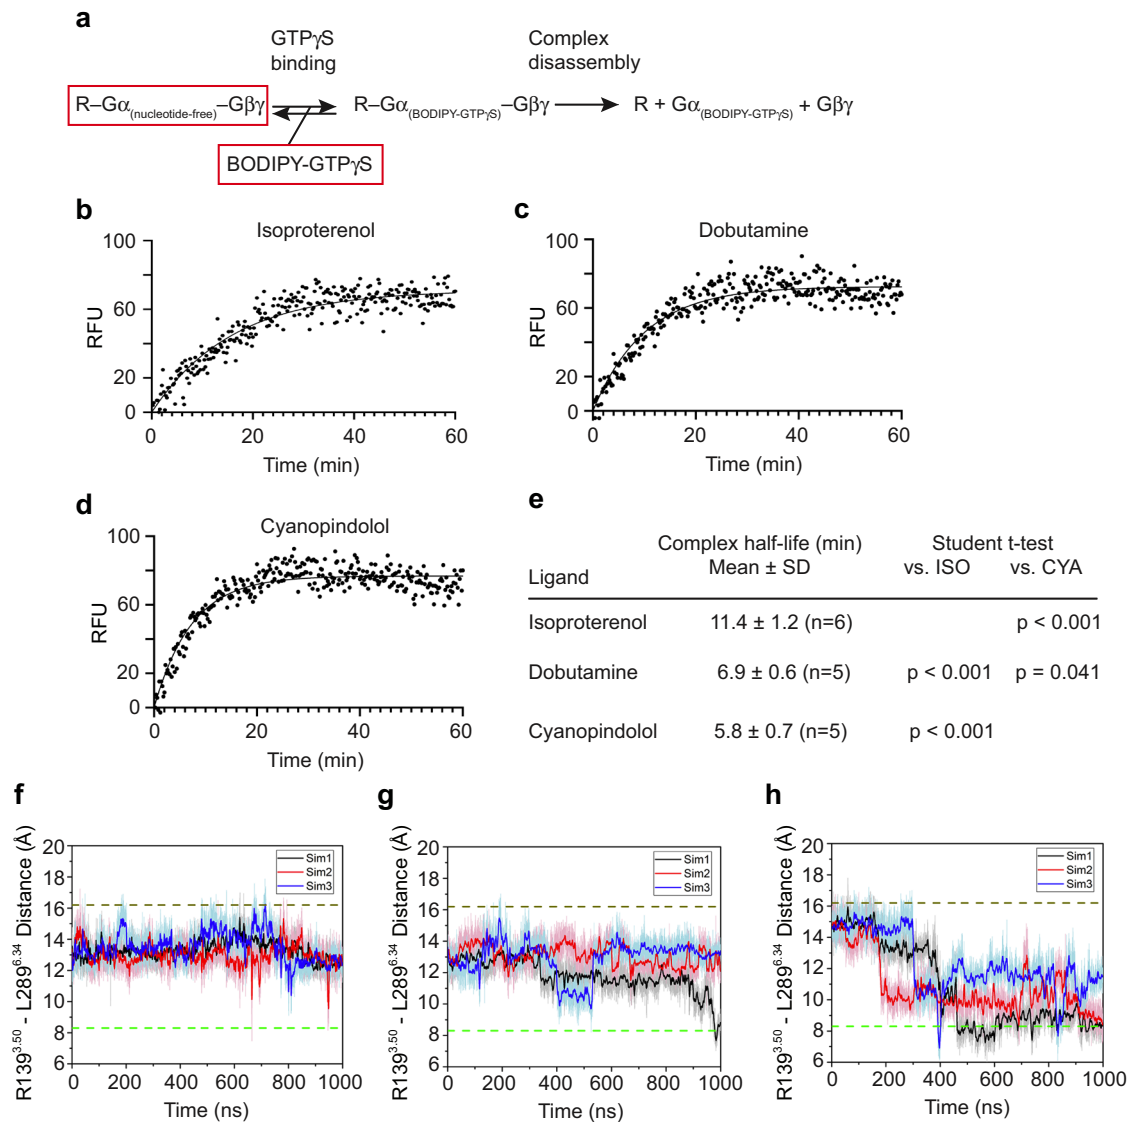 a
GTPγS binding
Complex disassembly
R–Gα(nucleotide-free)–Gβγ
R–Gα(BODIPY-GTPγS)–Gβγ
R + Gα(BODIPY-GTPγS) + Gβγ
BODIPY-GTPγS
b
Isoproterenol
100
60
20
0
RFU
0 20 40 60
Time (min)
c
Dobutamine
100
60
20
0
RFU
0 20 40 60
Time (min)
d
Cyanopindolol
100
60
20
0
RFU
0 20 40 60
Time (min)
e
Complex half-life (min) Student t-test
Ligand Mean ± SD vs. ISO vs. CYA
Isoproterenol 11.4 ± 1.2 (n=6) p < 0.001
Dobutamine 6.9 ± 0.6 (n=5) p < 0.001 p = 0.041
Cyanopindolol 5.8 ± 0.7 (n=5) p < 0.001
f
R139^3.50 - L289^6.34 Distance (Å)
20
18
16
14
12
10
8
6
Sim1
Sim2
Sim3
0 200 400 600 800 1000
Time (ns)
g
R139^3.50 - L289^6.34 Distance (Å)
20
18
16
14
12
10
8
6
Sim1
Sim2
Sim3
0 200 400 600 800 1000
Time (ns)
h
R139^3.50 - L289^6.34 Distance (Å)
20
18
16
14
12
10
8
6
Sim1
Sim2
Sim3
0 200 400 600 800 1000
Time (ns)